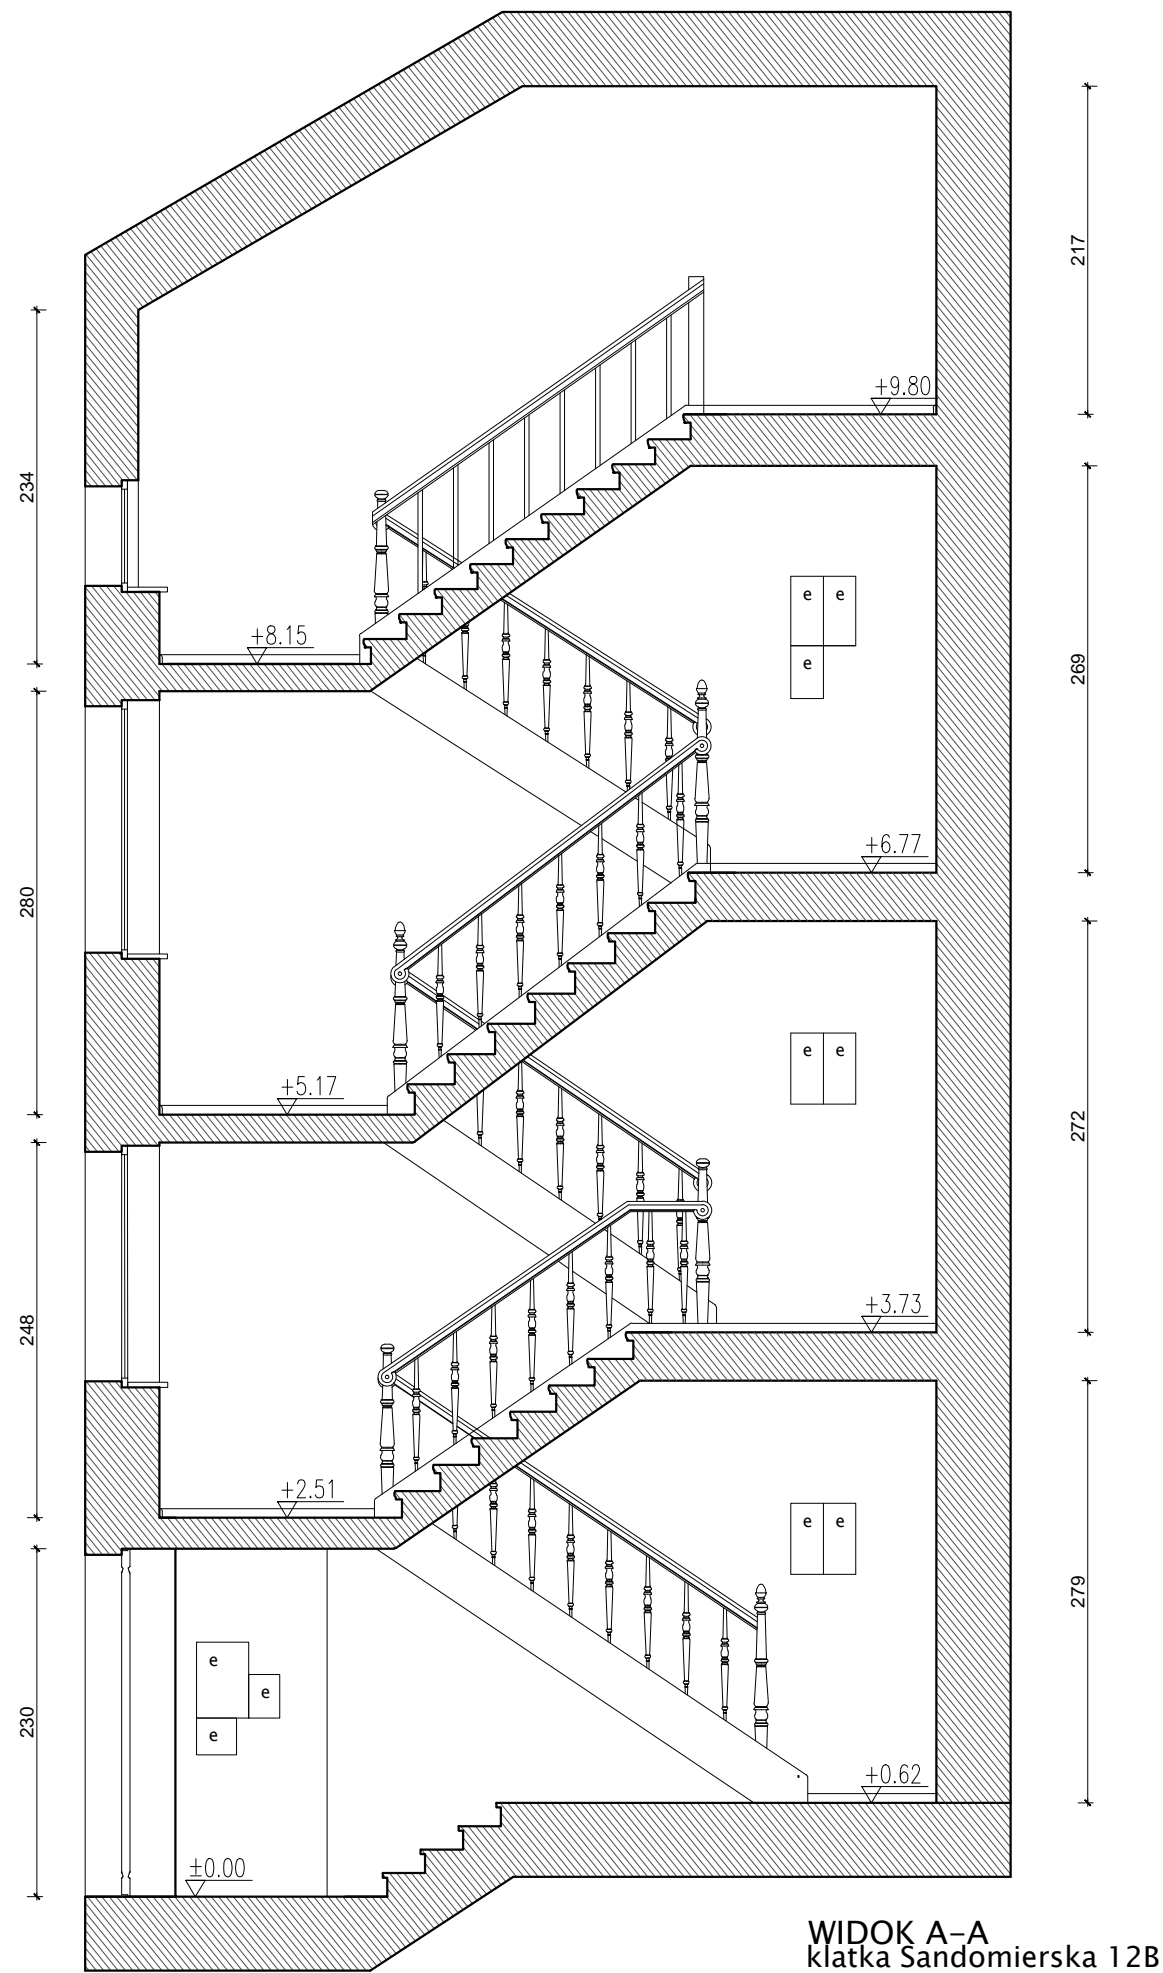 217
+9.80
234
e e
e
+8.15
269
+6.77
280
e e
+5.17
272
+3.73
248
e e
+2.51
279
e
e
e
230
+0.62
±0.00
WIDOK A-A
klatka Sandomierska 12B